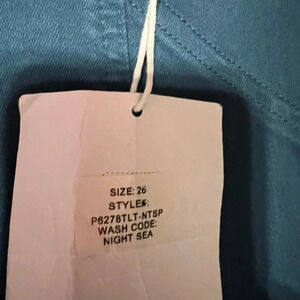 SIZE: 26
STYLE#:
P6278TLT-NTSP
WASH CODE:
NIGHT SEA